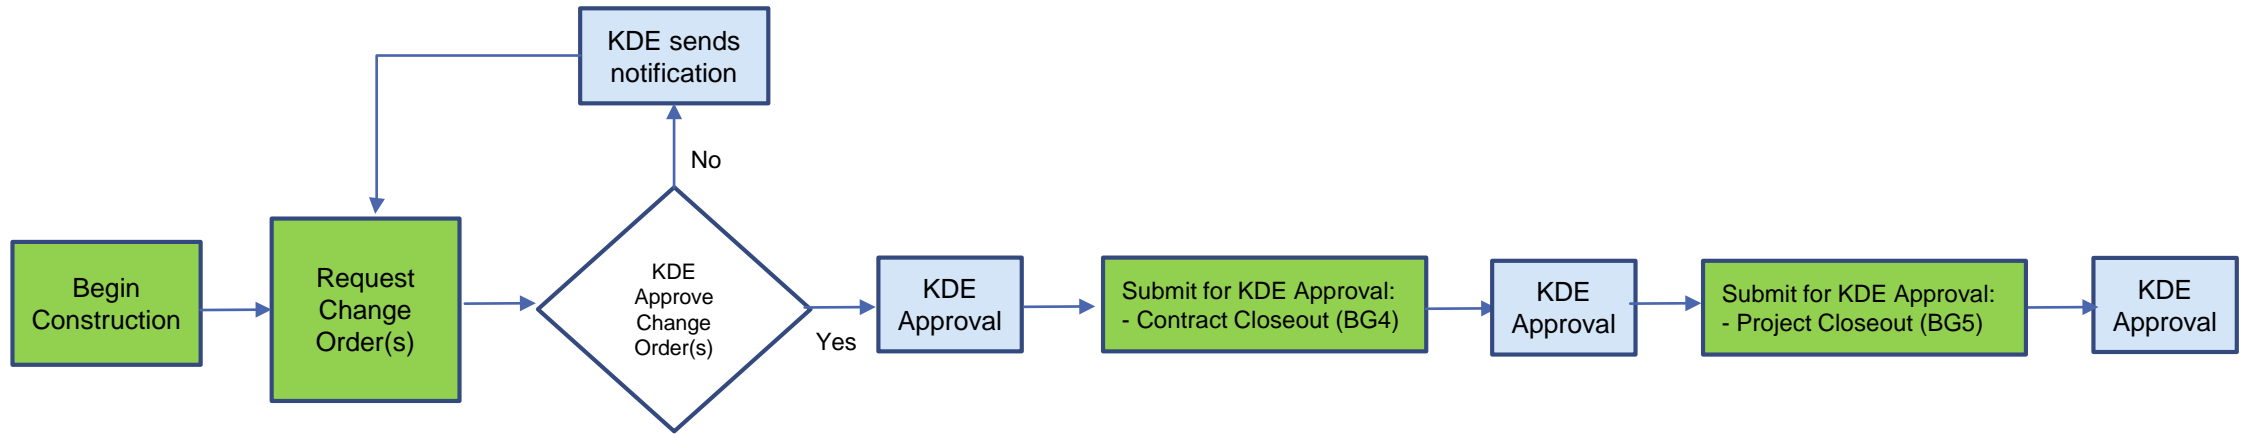 KDE sends
notification
No
Begin
Construction
Request
Change
Order(s)
KDE
Approve
Change
Order(s)
Yes
KDE
Approval
Submit for KDE Approval:
- Contract Closeout (BG4)
KDE
Approval
Submit for KDE Approval:
- Project Closeout (BG5)
KDE
Approval